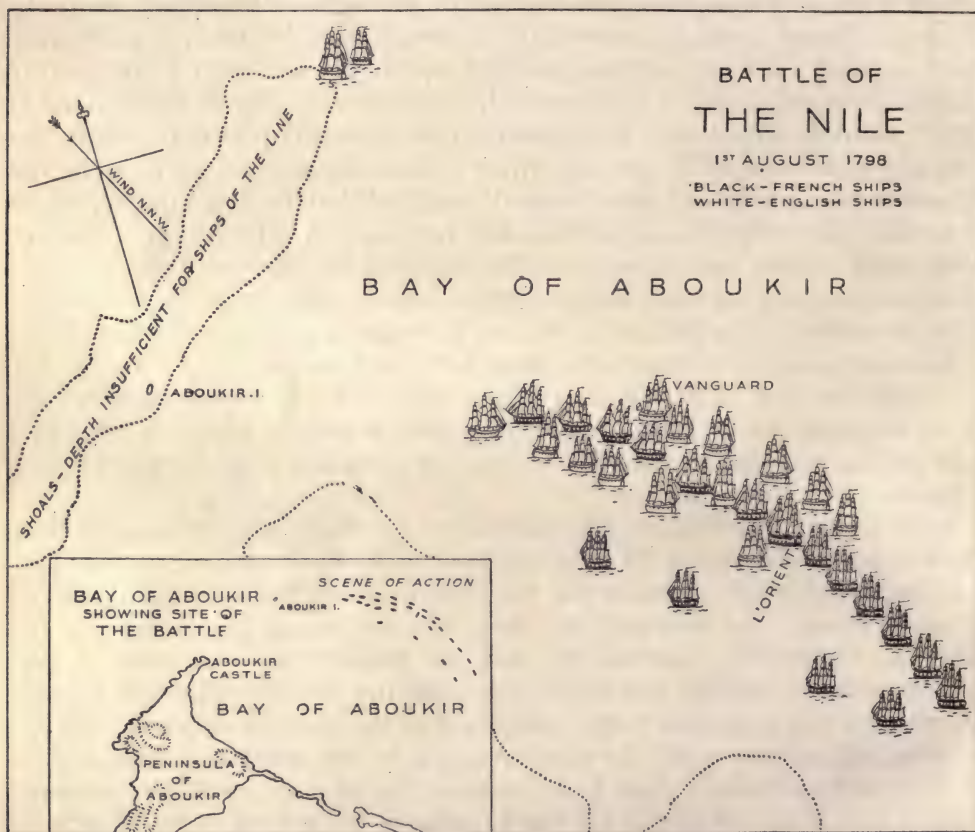 BATTLE OF
THE NILE
1ST AUGUST 1798
BLACK-FRENCH SHIPS
WHITE-ENGLISH SHIPS
WIND N.N.W.
SHOALS - DEPTH INSUFFICIENT FOR SHIPS OF THE LINE
BAY OF ABOUKIR
ABOUKIR.I.
VANGUARD
L'ORIENT
BAY OF ABOUKIR
SHOWING SITE OF
THE BATTLE
SCENE OF ACTION
ABOUKIR I.
ABOUKIR
CASTLE
BAY OF ABOUKIR
PENINSULA
OF
ABOUKIR